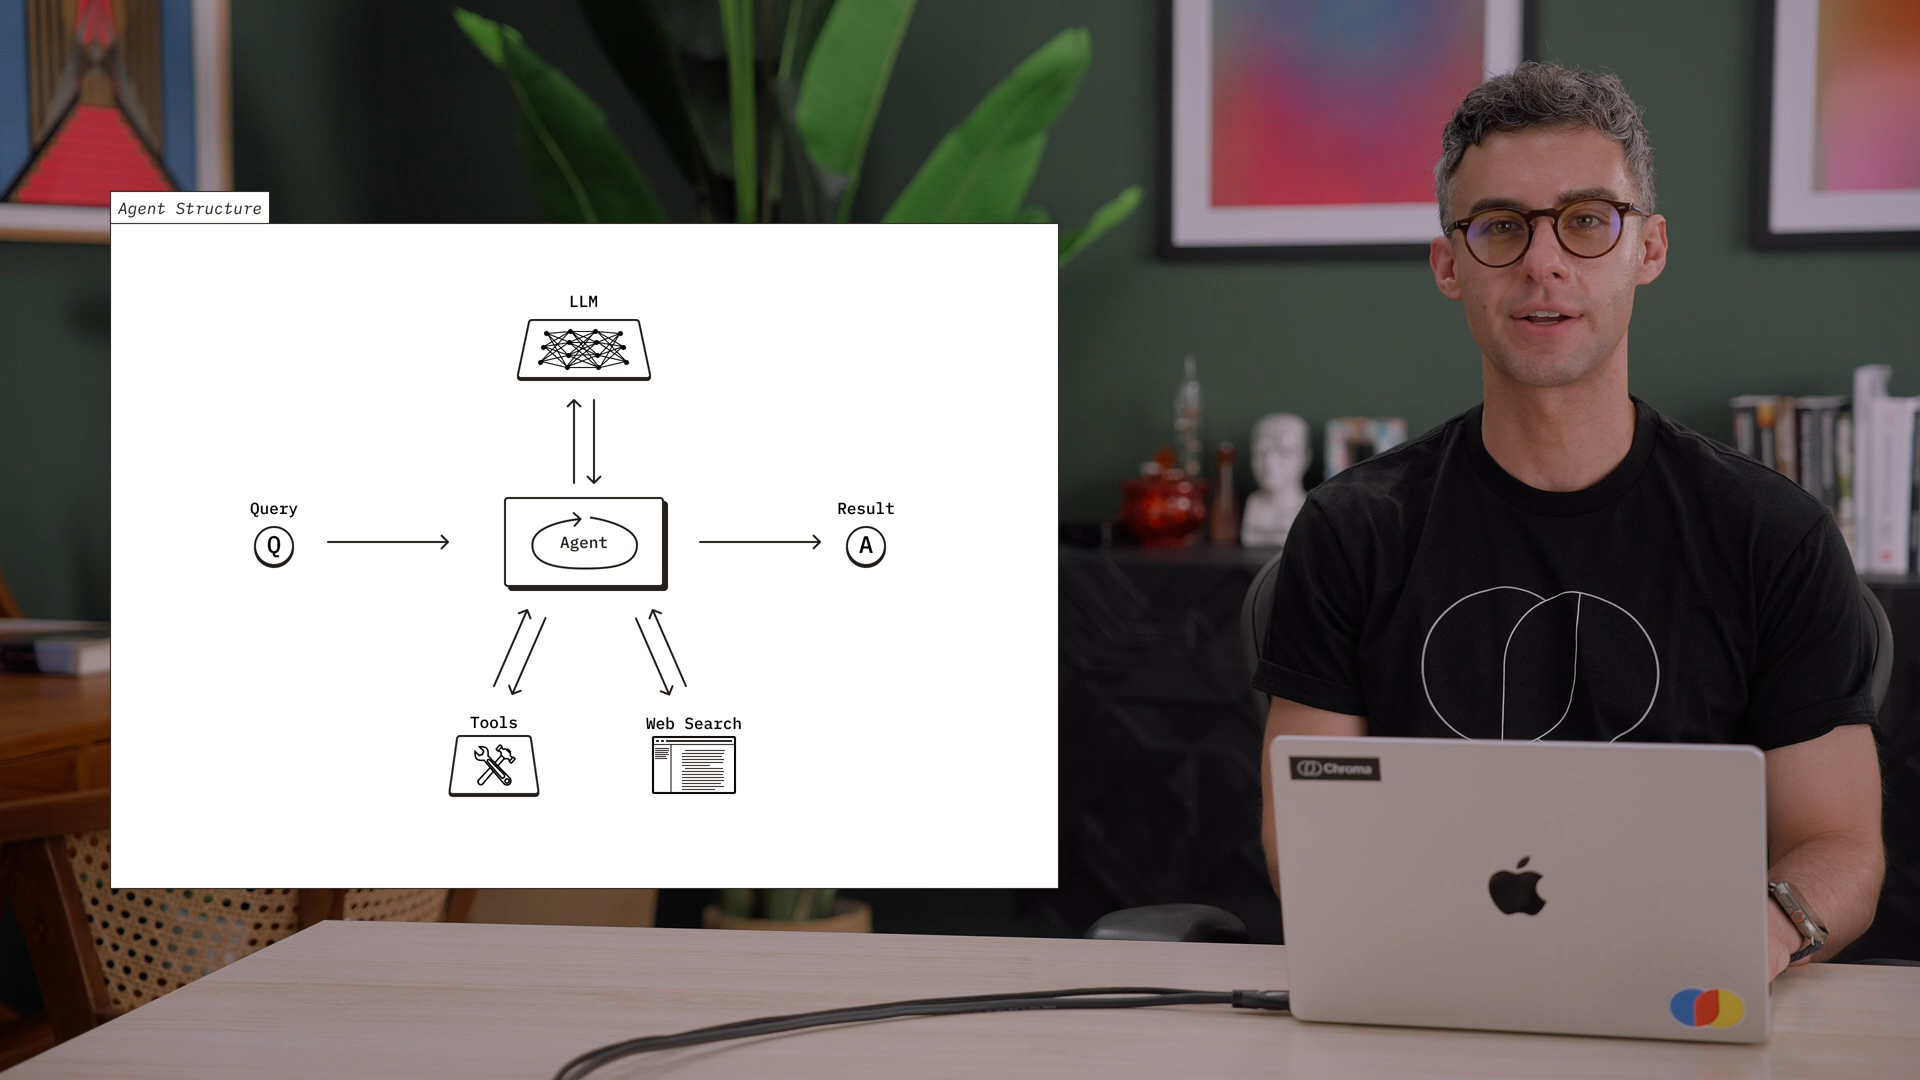 Agent Structure
LLM
Query
Q
Agent
Result
A
Tools
Web Search
Chroma